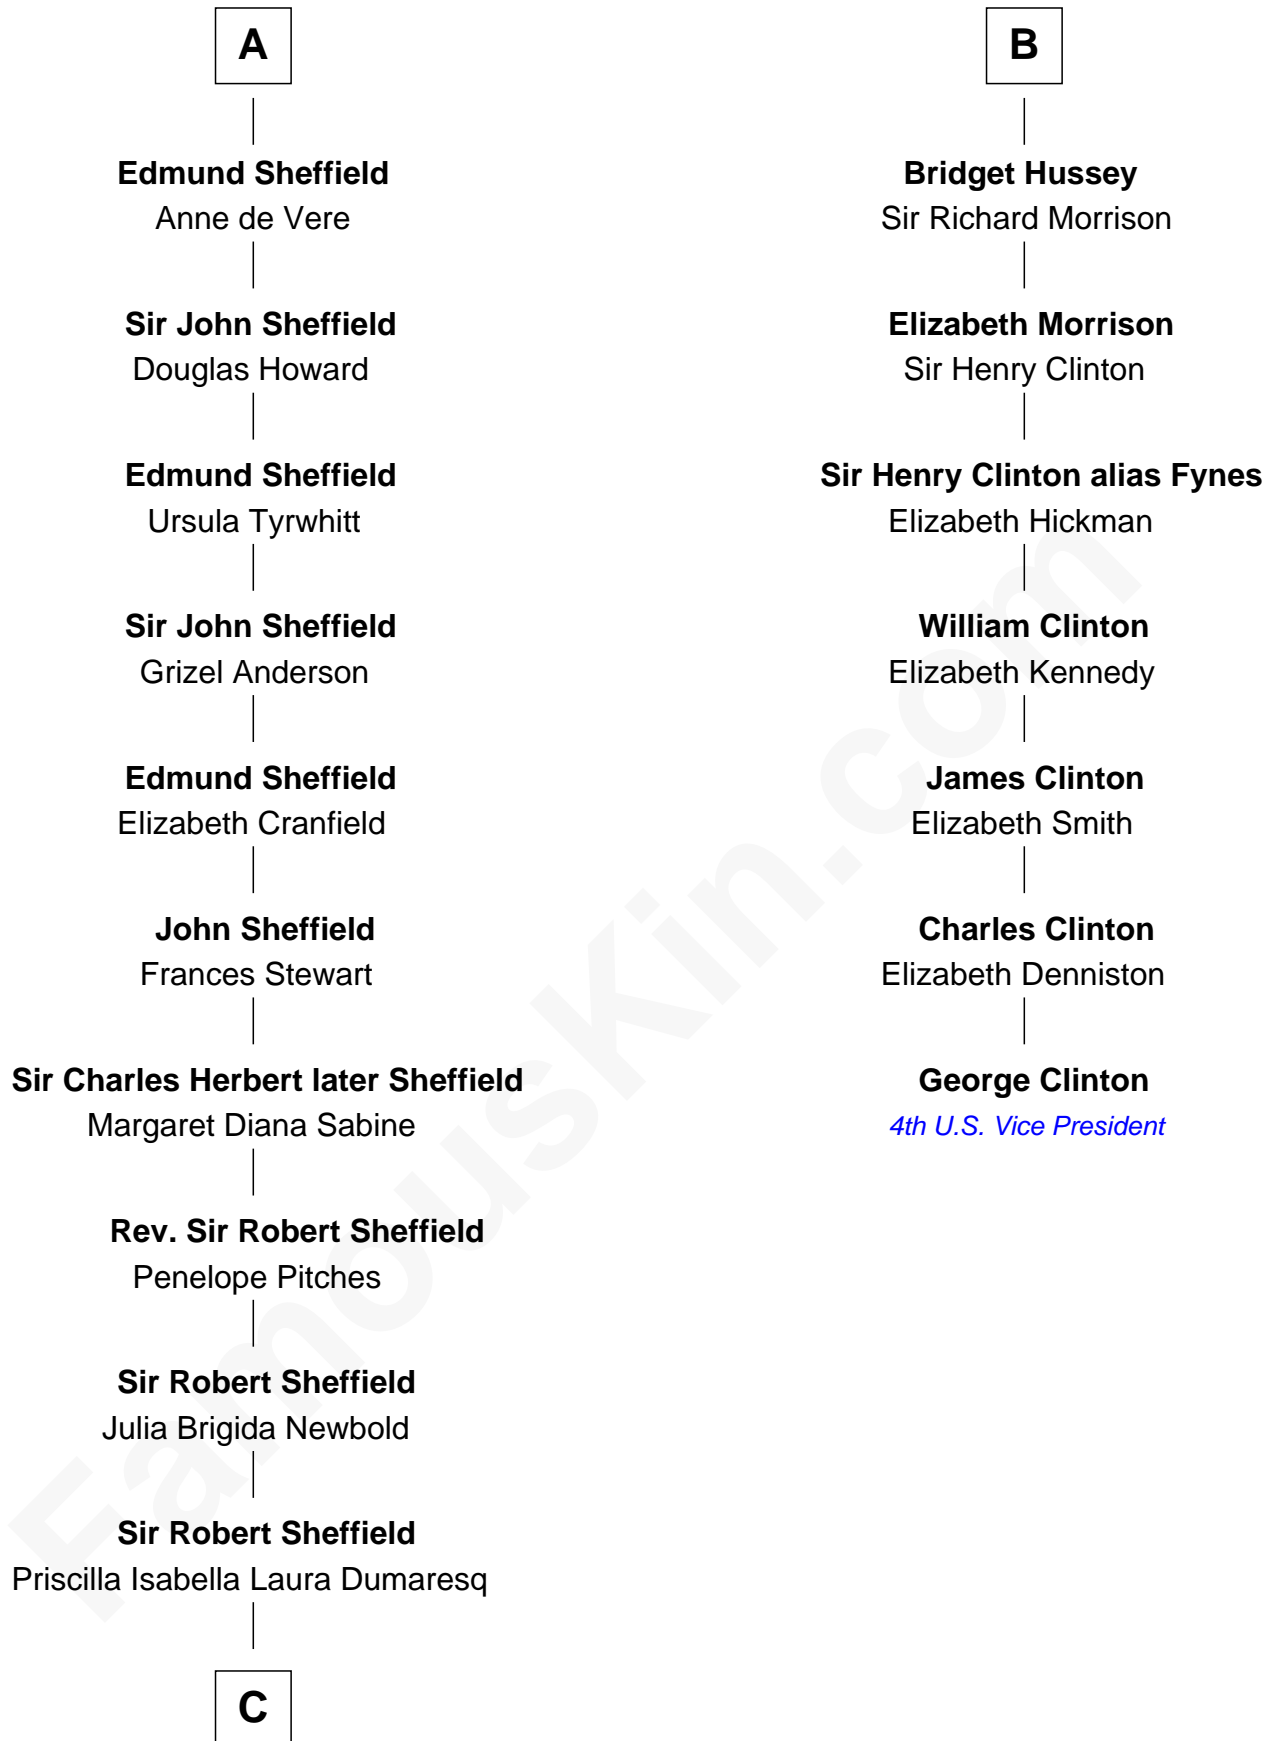 A
Edmund Sheffield
Anne de Vere
Sir John Sheffield
Douglas Howard
Edmund Sheffield
Ursula Tyrwhitt
Sir John Sheffield
Grizel Anderson
Edmund Sheffield
Elizabeth Cranfield
John Sheffield
Frances Stewart
Sir Charles Herbert later Sheffield
Margaret Diana Sabine
Rev. Sir Robert Sheffield
Penelope Pitches
Sir Robert Sheffield
Julia Brigida Newbold
Sir Robert Sheffield
Priscilla Isabella Laura Dumaresq
C
B
Bridget Hussey
Sir Richard Morrison
Elizabeth Morrison
Sir Henry Clinton
Sir Henry Clinton alias Fynes
Elizabeth Hickman
William Clinton
Elizabeth Kennedy
James Clinton
Elizabeth Smith
Charles Clinton
Elizabeth Denniston
George Clinton
4th U.S. Vice President
FamousKin.com